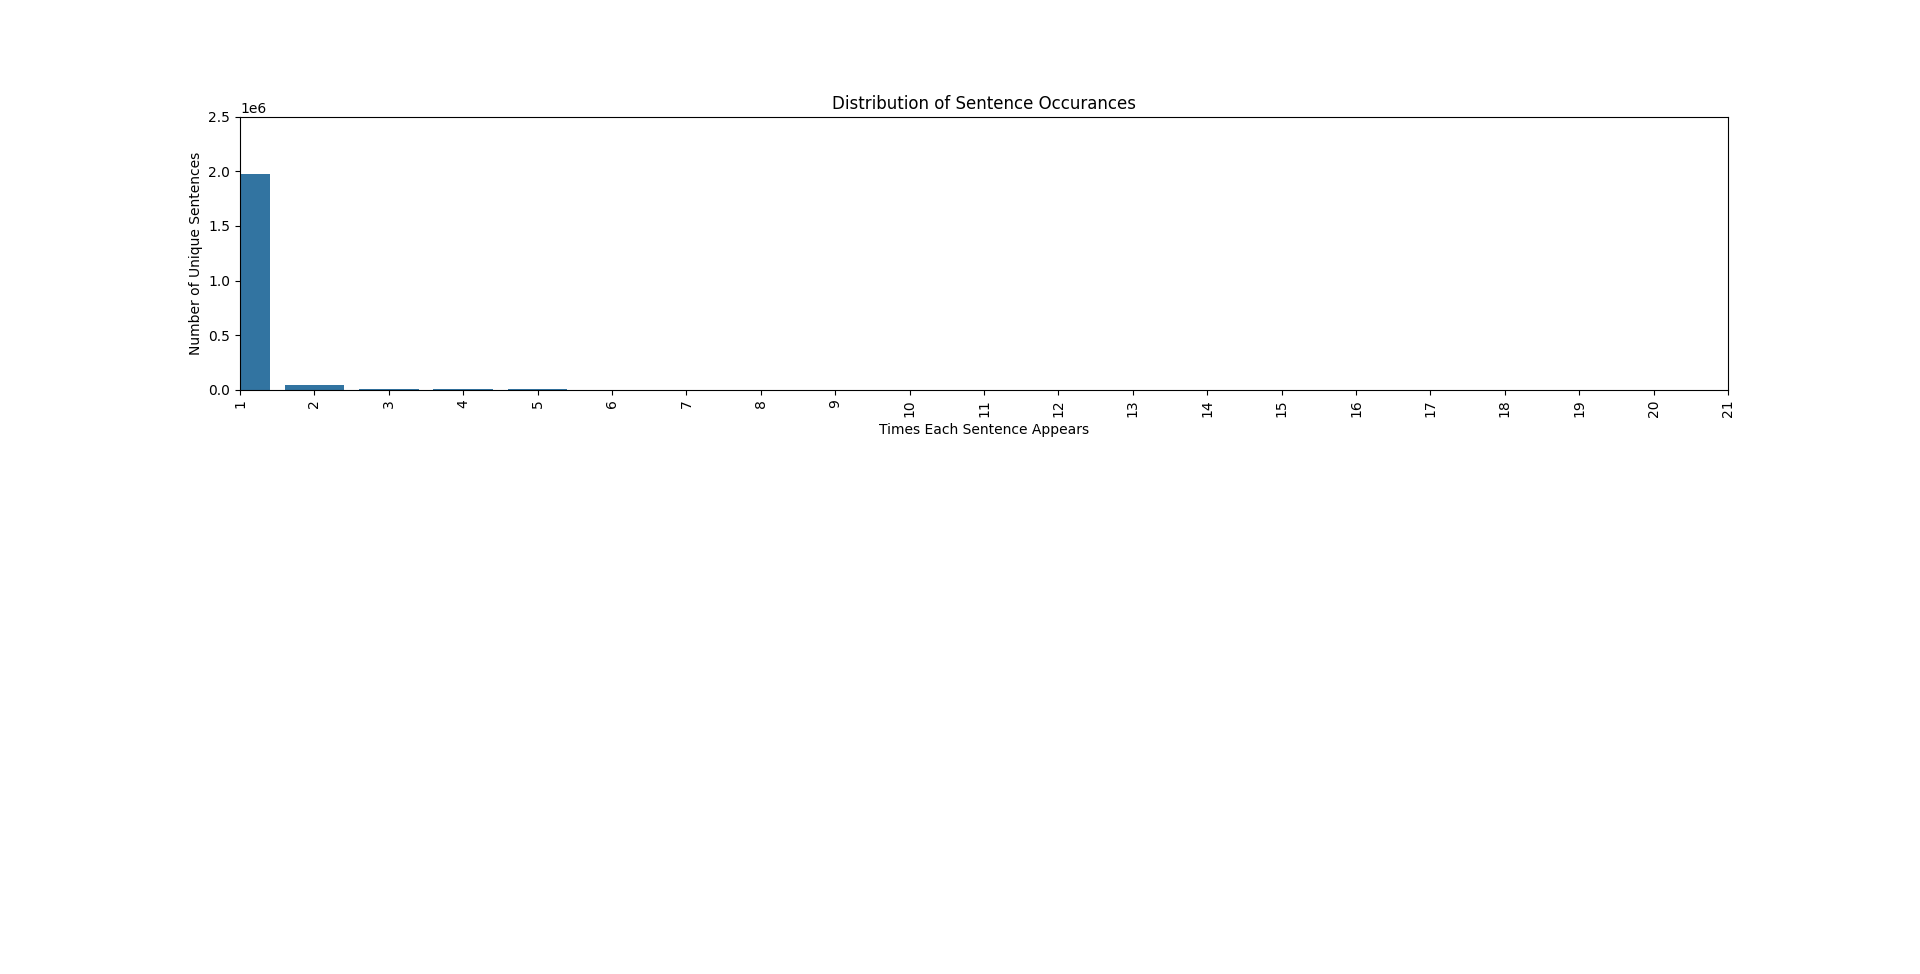 Distribution of Sentence Occurances
1e6
2.5
2.0
1.5
1.0
0.5
0.0
Number of Unique Sentences
1 2 3 4 5 6 7 8 9 10 11 12 13 14 15 16 17 18 19 20 21
Times Each Sentence Appears